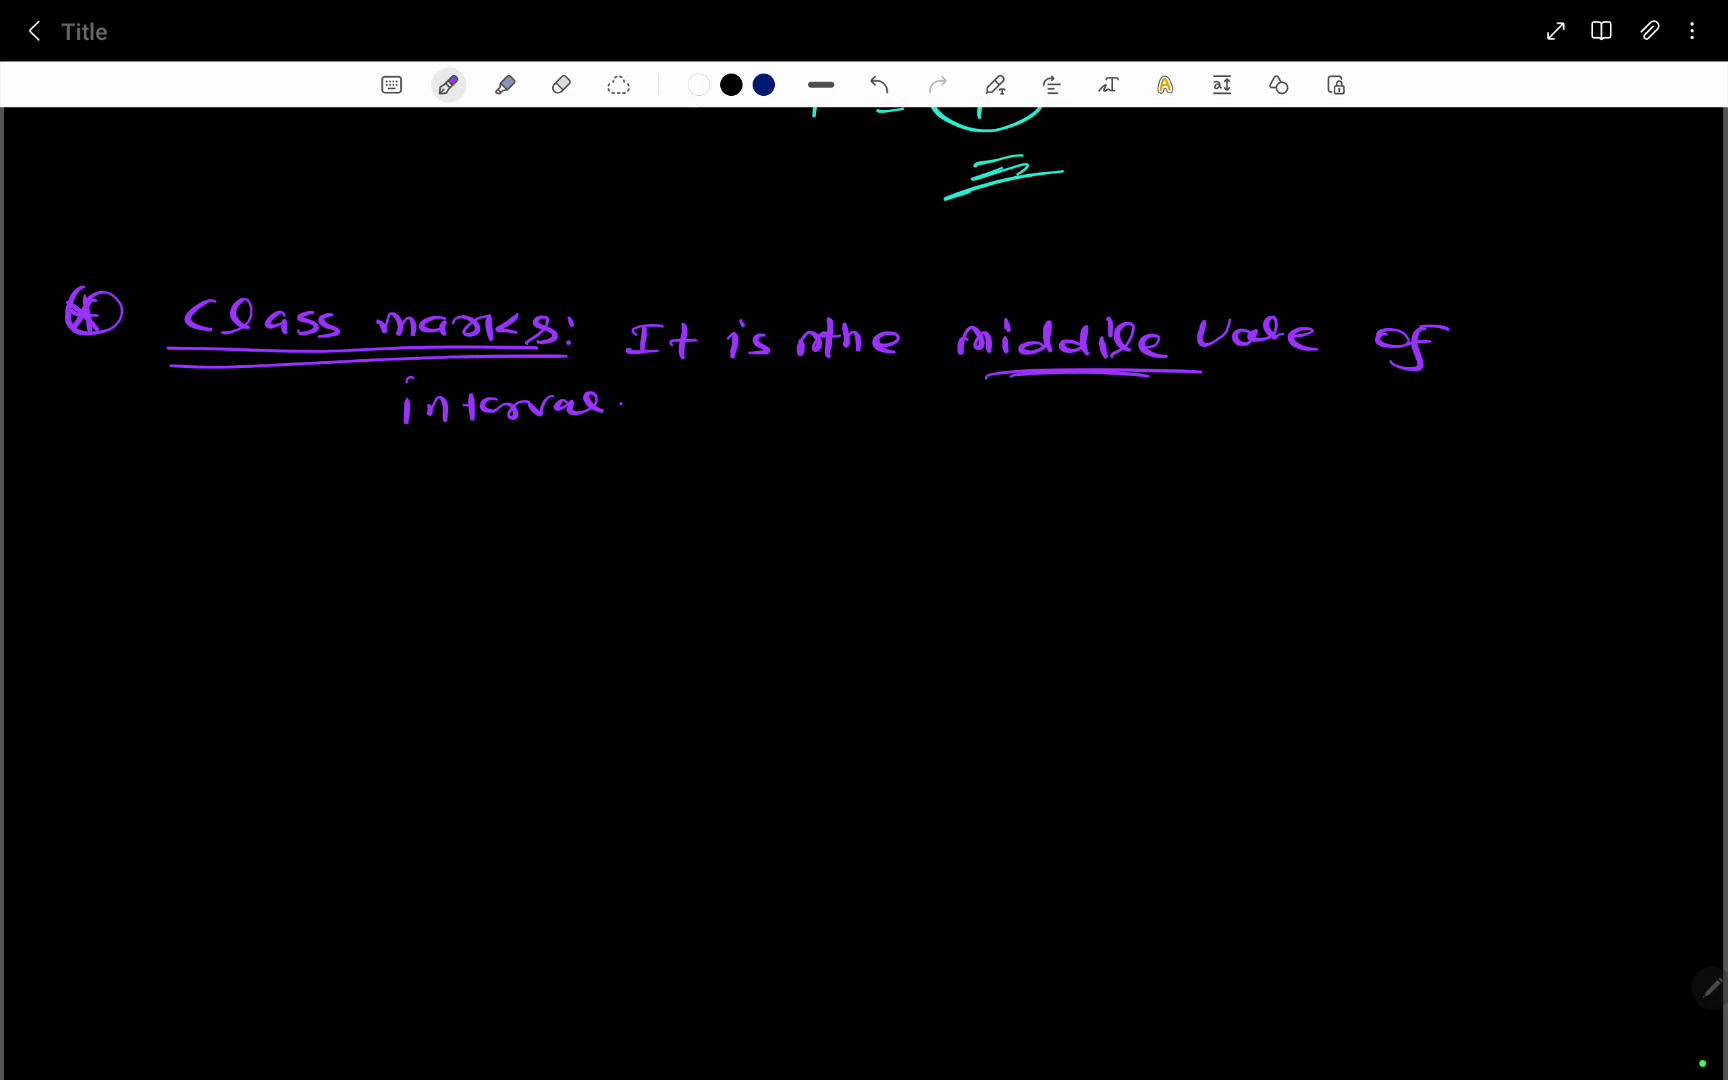 Title
Class marks: It is the middle vale of
interval.